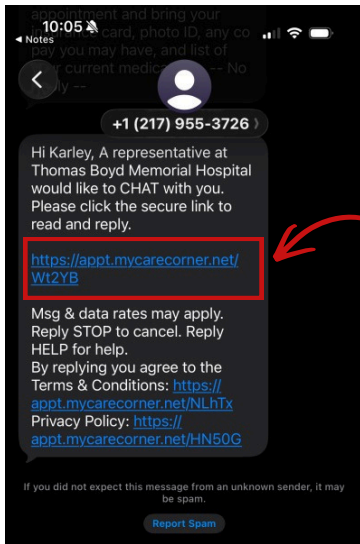 appointment and bring your
10:05
Notes
insurance card, photo ID, any co
pay you may have, and list of
your current medica -- No
ly --
+1 (217) 955-3726
Hi Karley, A representative at
Thomas Boyd Memorial Hospital
would like to CHAT with you.
Please click the secure link to
read and reply.
https://appt.mycarecorner.net/
Wt2YB
Msg & data rates may apply.
Reply STOP to cancel. Reply
HELP for help.
By replying you agree to the
Terms & Conditions: https://
appt.mycarecorner.net/NLhTx
Privacy Policy: https://
appt.mycarecorner.net/HN50G
If you did not expect this message from an unknown sender, it may
be spam.
Report Spam